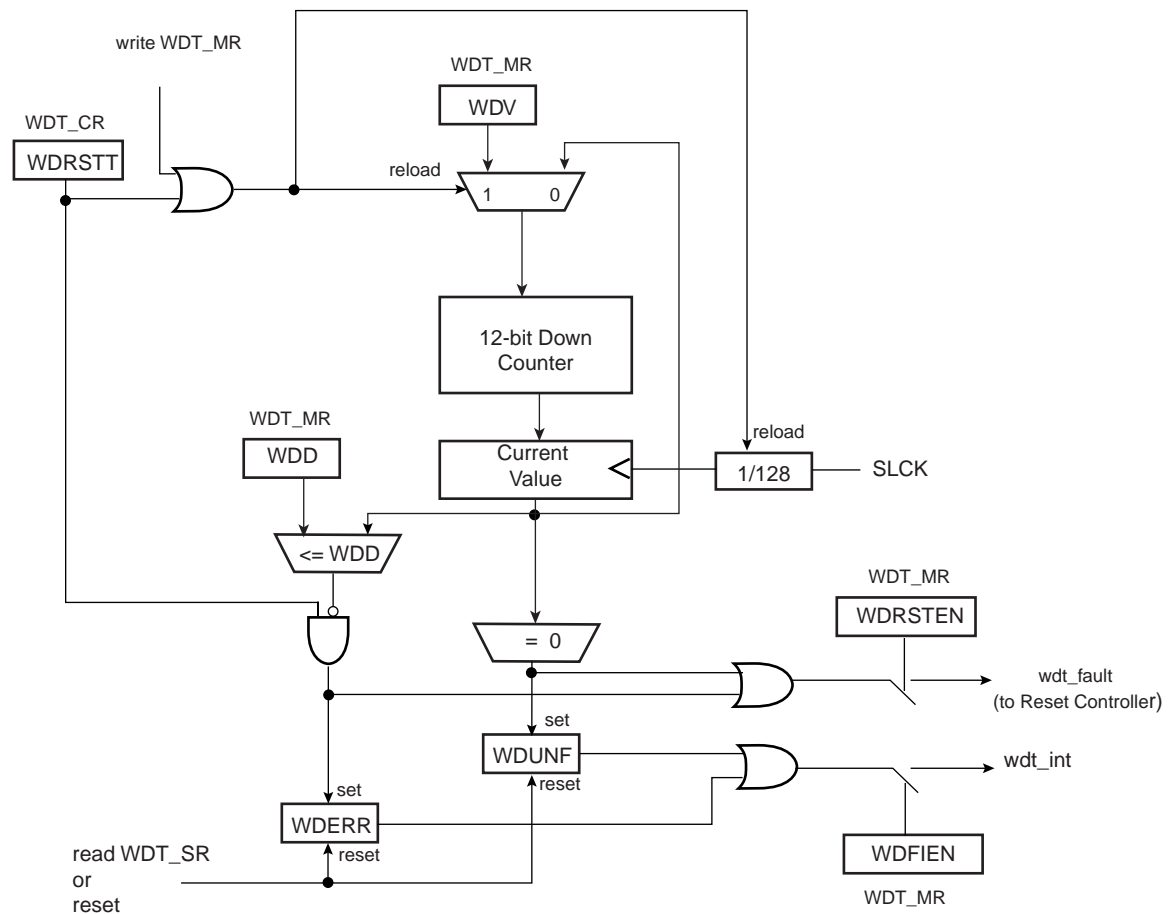 write WDT_MR
WDT_MR
WDV
WDT_CR
WDRSTT
reload
1
0
12-bit Down
Counter
WDT_MR
WDD
reload
Current
Value
1/128
SLCK
<= WDD
WDT_MR
WDRSTEN
= 0
wdt_fault
(to Reset Controller)
set
WDUNF
reset
wdt_int
set
WDERR
reset
WDFIEN
WDT_MR
read WDT_SR
or
reset